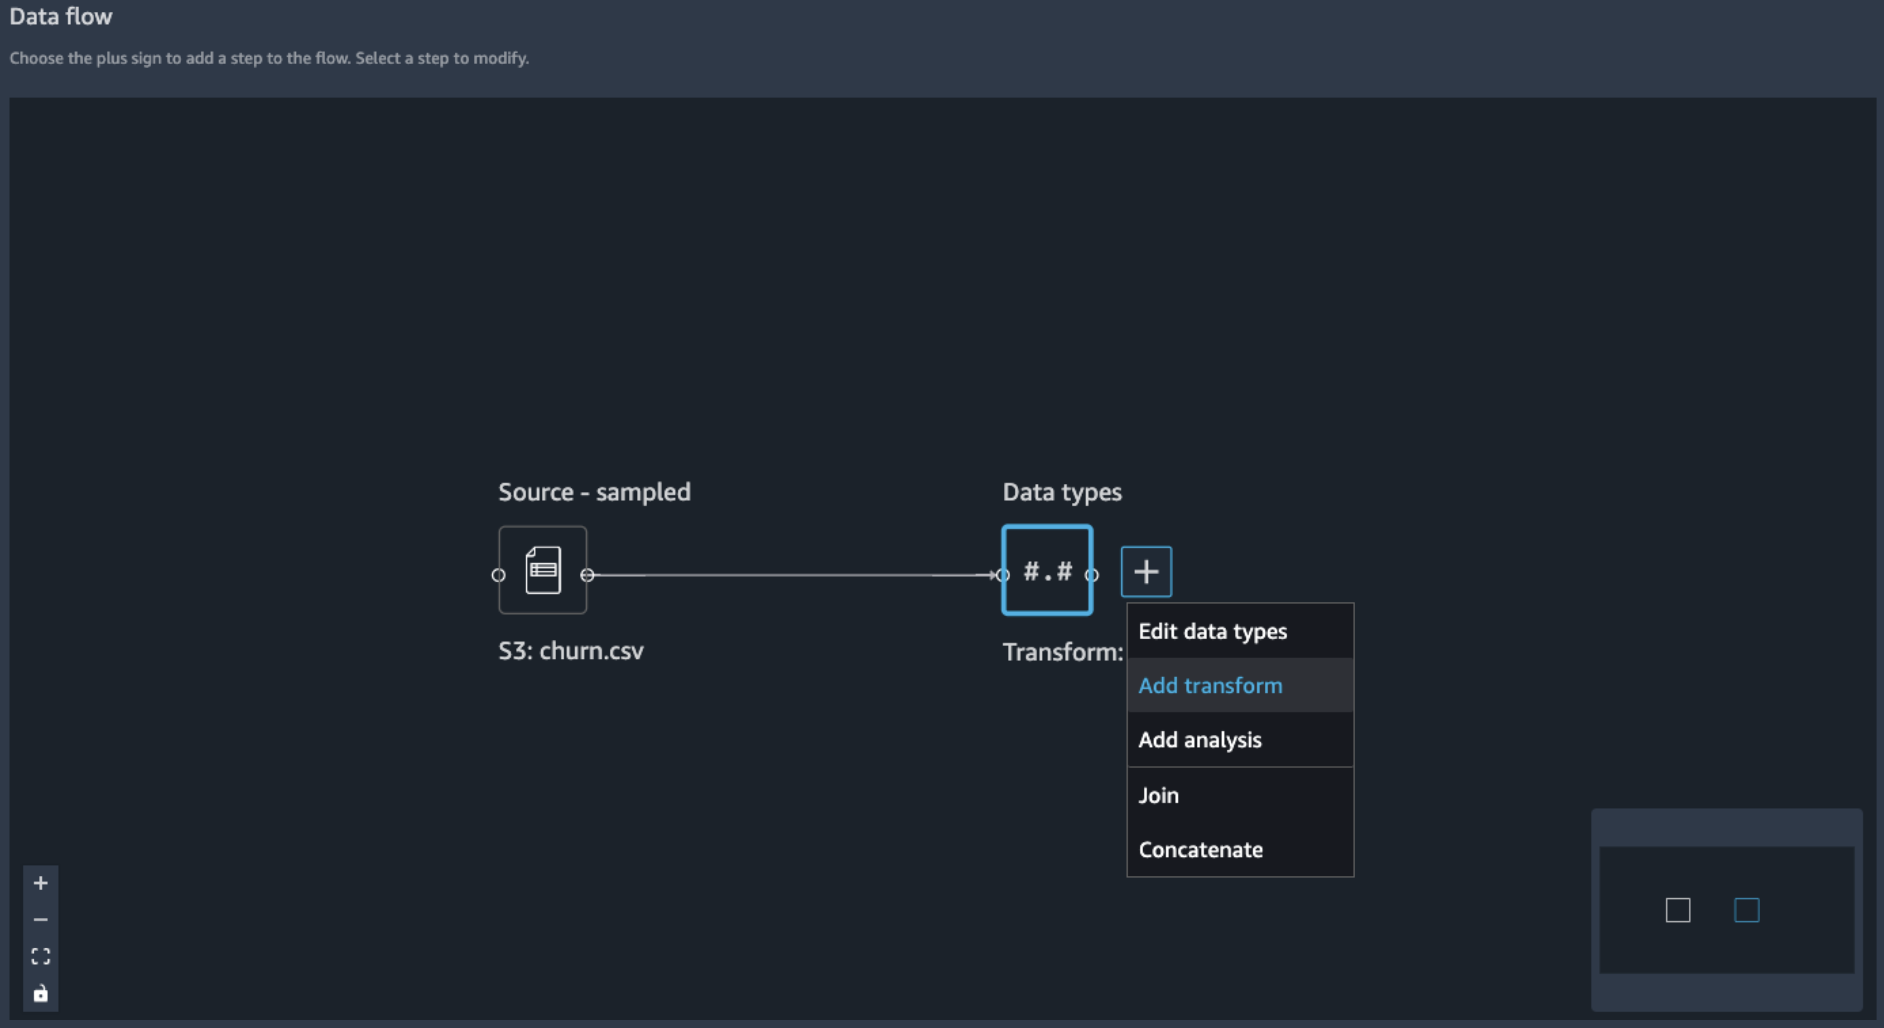 Data flow
Choose the plus sign to add a step to the flow. Select a step to modify.
Source - sampled
Data types
#.#
S3: churn.csv
Transform:
Edit data types
Add transform
Add analysis
Join
Concatenate